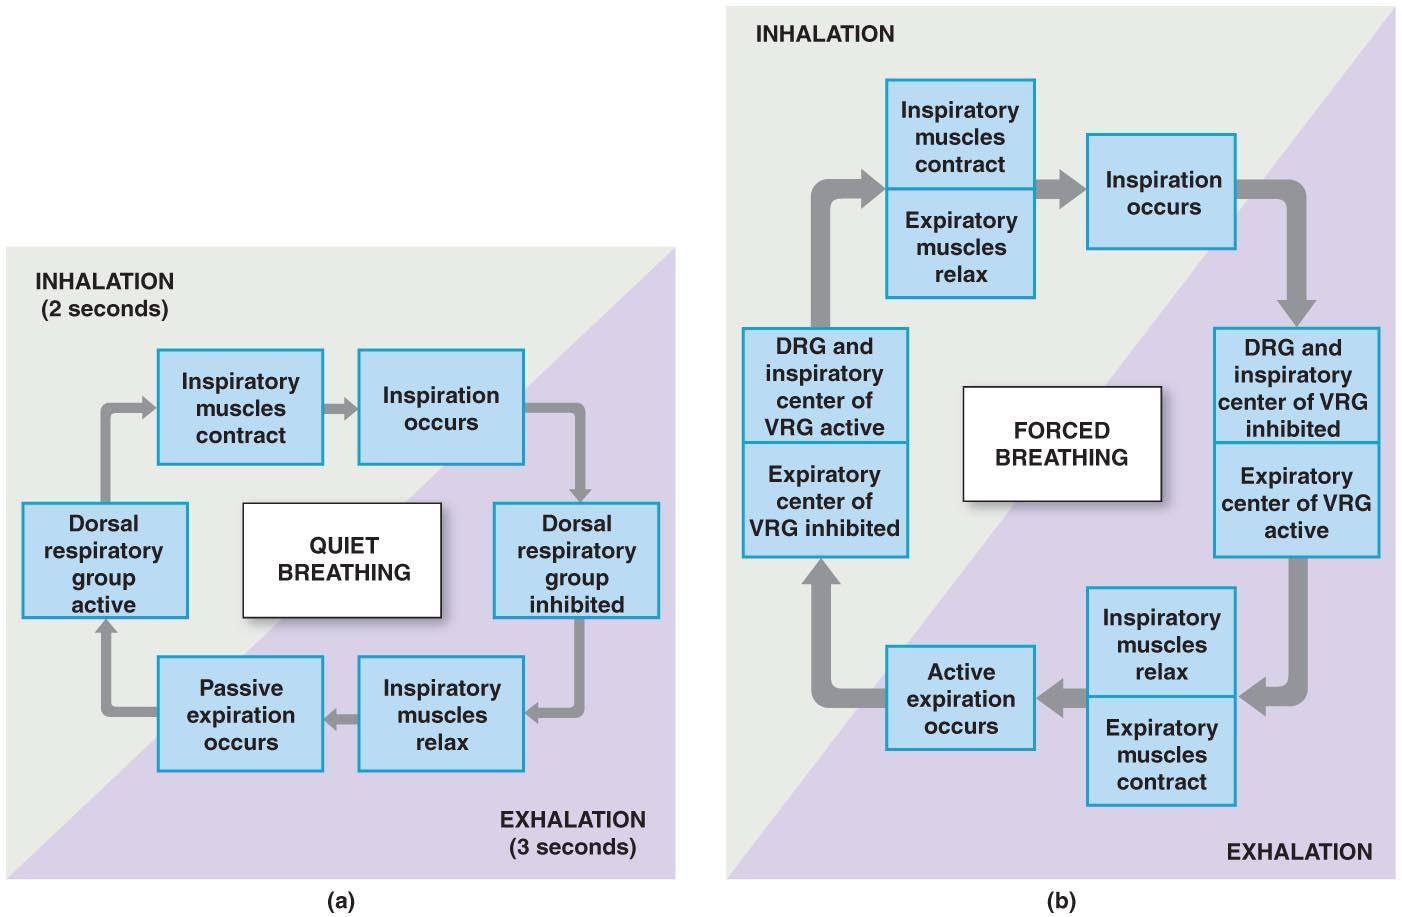 INHALATION
(2 seconds)
Inspiratory
muscles
contract
Inspiration
occurs
Dorsal
respiratory
group
active
QUIET
BREATHING
Dorsal
respiratory
group
inhibited
Passive
expiration
occurs
Inspiratory
muscles
relax
EXHALATION
(3 seconds)
(a)
INHALATION
Inspiratory
muscles
contract
Expiratory
muscles
relax
Inspiration
occurs
DRG and
inspiratory
center of
VRG active
Expiratory
center of
VRG inhibited
FORCED
BREATHING
DRG and
inspiratory
center of VRG
inhibited
Expiratory
center of VRG
active
Active
expiration
occurs
Inspiratory
muscles
relax
Expiratory
muscles
contract
EXHALATION
(b)